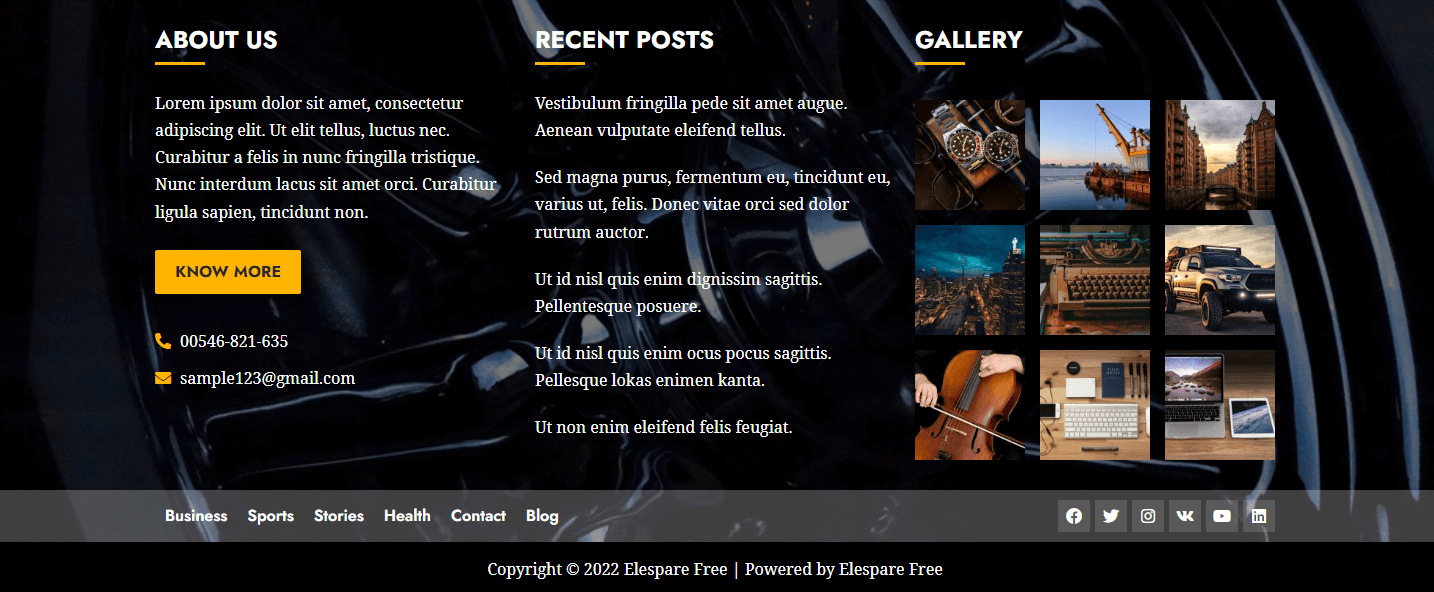 ABOUT US
Lorem ipsum dolor sit amet, consectetur
adipiscing elit. Ut elit tellus, luctus nec.
Curabitur a felis in nunc fringilla tristique.
Nunc interdum lacus sit amet orci. Curabitur
ligula sapien, tincidunt non.
KNOW MORE
00546-821-635
sample123@gmail.com
RECENT POSTS
Vestibulum fringilla pede sit amet augue.
Aenean vulputate eleifend tellus.
Sed magna purus, fermentum eu, tincidunt eu,
varius ut, felis. Donec vitae orci sed dolor
rutrum auctor.
Ut id nisl quis enim dignissim sagittis.
Pellentesque posuere.
Ut id nisl quis enim ocus pocus sagittis.
Pellesque lokas enimen kanta.
Ut non enim eleifend felis feugiat.
GALLERY
Business Sports Stories Health Contact Blog
Copyright © 2022 Elespare Free | Powered by Elespare Free